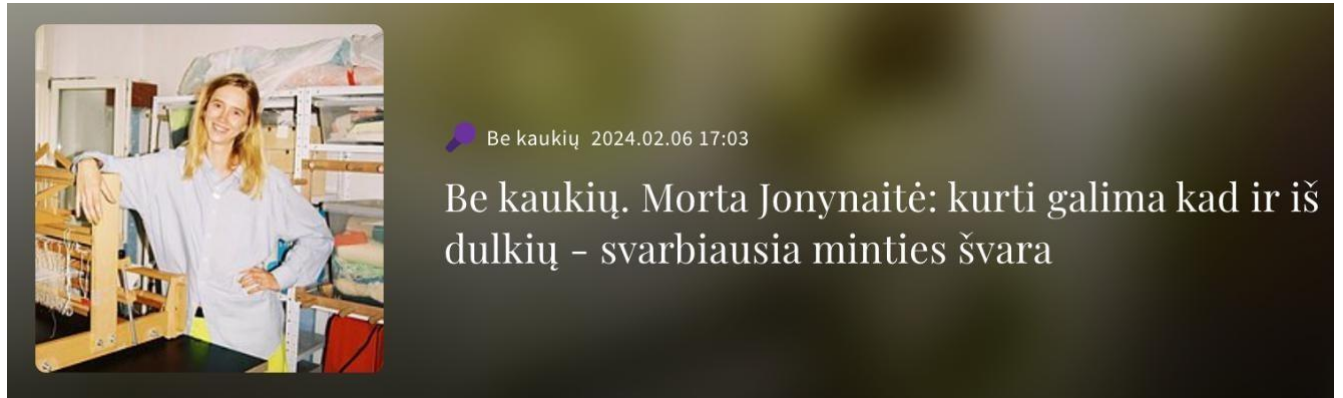 Be kaukių 2024.02.06 17:03
Be kaukių. Morta Jonynaitė: kurti galima kad ir iš
dulkių - svarbiausia minties švara